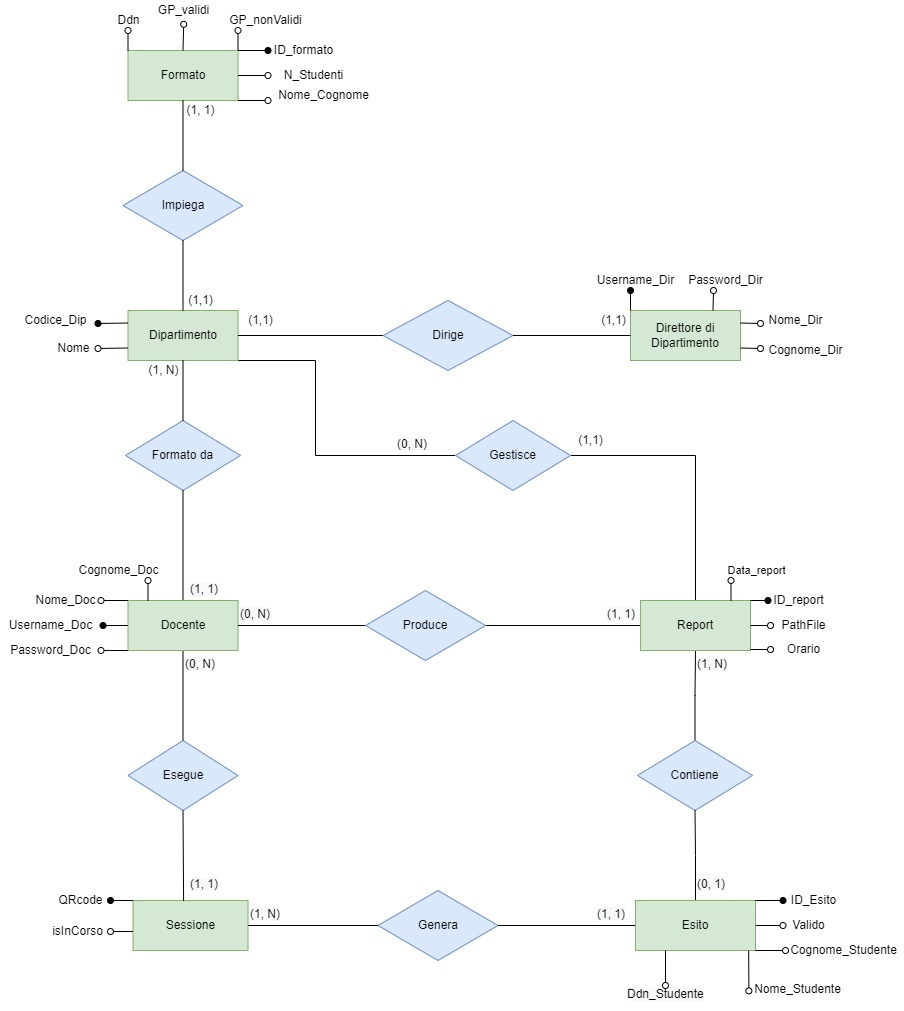 GP_validi
Ddn
GP_nonValidi
ID_formato
Formato
N_Studenti
Nome_Cognome
(1, 1)
Impiega
(1,1)
Username_Dir
Password_Dir
Codice_Dip
(1,1)
(1,1)
Nome_Dir
Dipartimento
Dirige
Direttore di
Dipartimento
Nome
Cognome_Dir
(1, N)
(0, N)
(1,1)
Formato da
Gestisce
Cognome_Doc
Data_report
(1, 1)
Nome_Doc
ID_report
(0, N)
(1, 1)
Username_Doc
Docente
Produce
Report
PathFile
Password_Doc
Orario
(0, N)
(1, N)
Esegue
Contiene
(1, 1)
(0, 1)
QRcode
ID_Esito
(1, N)
(1, 1)
Sessione
Genera
Esito
Valido
isInCorso
Cognome_Studente
Ddn_Studente
Nome_Studente